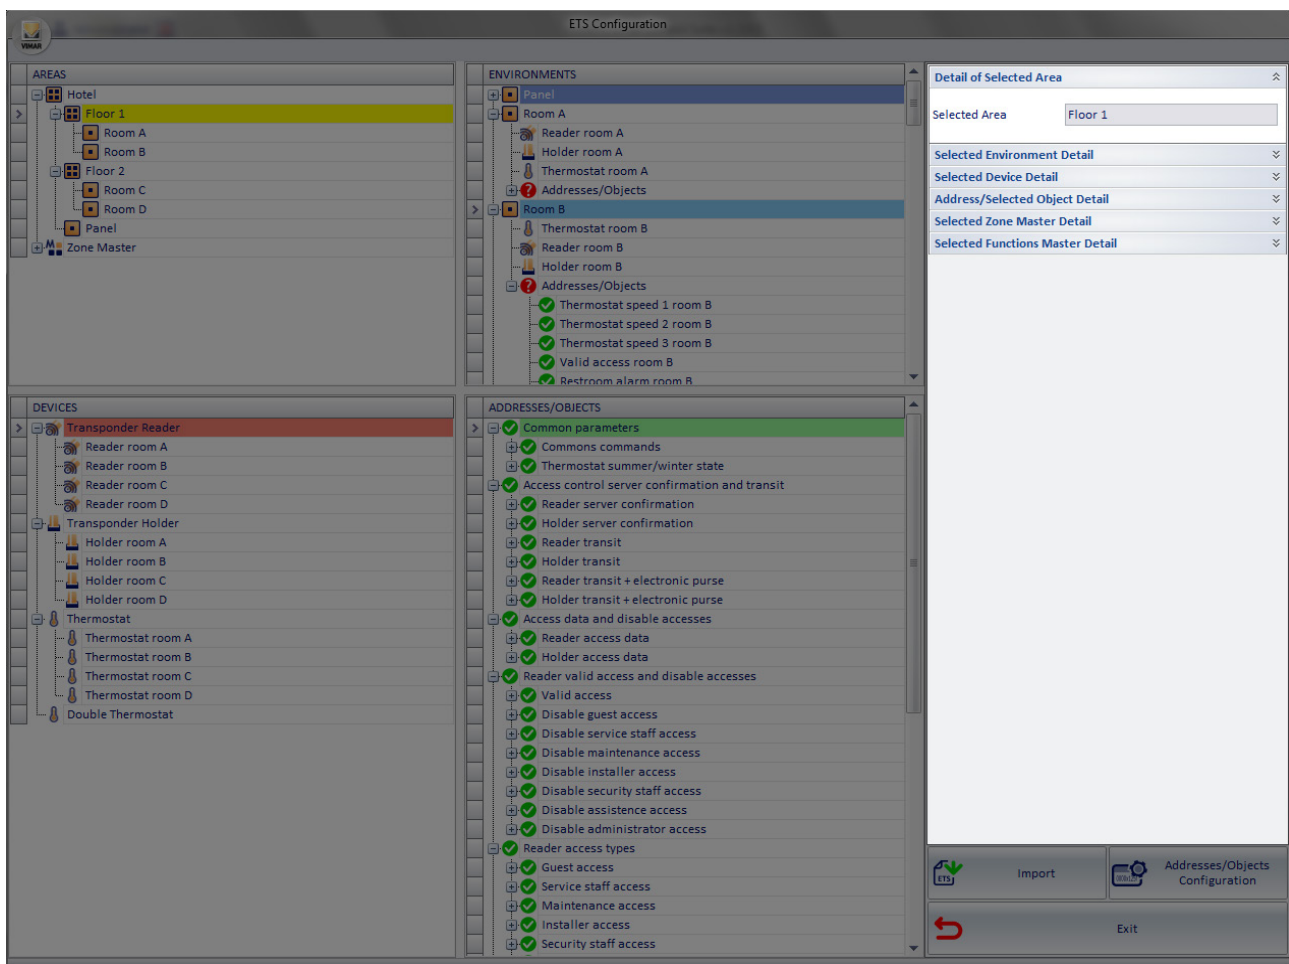 ETS Configuration
VIMAR
AREAS
Hotel
Floor 1
Room A
Room B
Floor 2
Room C
Room D
Panel
Zone Master
ENVIRONMENTS
Panel
Room A
Reader room A
Holder room A
Thermostat room A
Addresses/Objects
Room B
Thermostat room B
Reader room B
Holder room B
Addresses/Objects
Thermostat speed 1 room B
Thermostat speed 2 room B
Thermostat speed 3 room B
Valid access room B
Restroom alarm room B
Detail of Selected Area
Selected Area Floor 1
Selected Environment Detail
Selected Device Detail
Address/Selected Object Detail
Selected Zone Master Detail
Selected Functions Master Detail
DEVICES
Transponder Reader
Reader room A
Reader room B
Reader room C
Reader room D
Transponder Holder
Holder room A
Holder room B
Holder room C
Holder room D
Thermostat
Thermostat room A
Thermostat room B
Thermostat room C
Thermostat room D
Double Thermostat
ADDRESSES/OBJECTS
Common parameters
Commons commands
Thermostat summer/winter state
Access control server confirmation and transit
Reader server confirmation
Holder server confirmation
Reader transit
Holder transit
Reader transit + electronic purse
Holder transit + electronic purse
Access data and disable accesses
Reader access data
Holder access data
Reader valid access and disable accesses
Valid access
Disable guest access
Disable service staff access
Disable maintenance access
Disable installer access
Disable security staff access
Disable assistence access
Disable administrator access
Reader access types
Guest access
Service staff access
Maintenance access
Installer access
Security staff access
ETS
Import
Addresses/Objects
Configuration
Exit